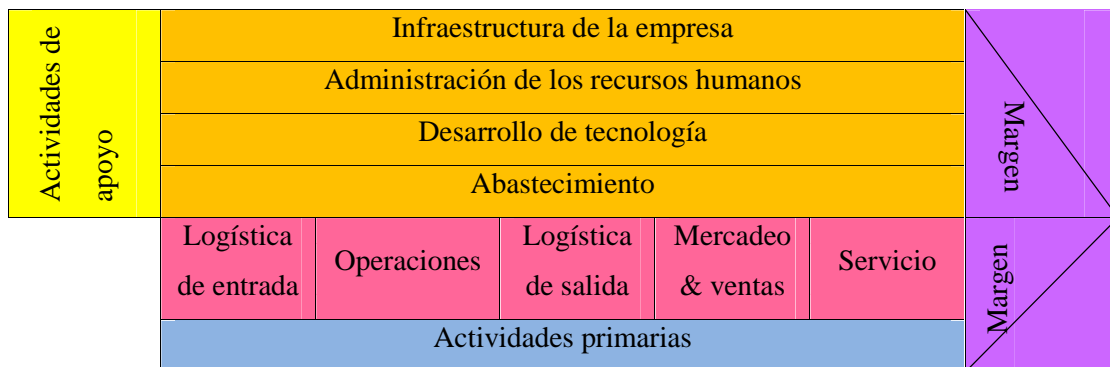 Actividades de
apoyo
Infraestructura de la empresa
Administración de los recursos humanos
Desarrollo de tecnología
Abastecimiento
Margen
Logística
de entrada
Operaciones
Logística
de salida
Mercadeo
& ventas
Servicio
Margen
Actividades primarias